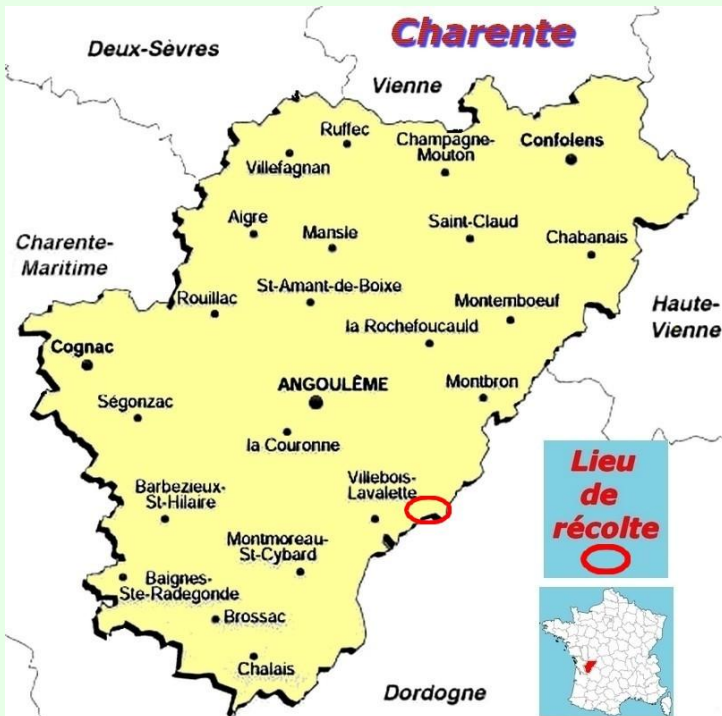 Charente
Deux-Sèvres
Vienne
Ruffec
Champagne-
Mouton
Confolens
Villefagnan
Aigre
Mansle
Saint-Claud
Chabanais
Charente-
Maritime
Rouillac
St-Amant-de-Boixe
Montemboeuf
Haute-
Vienne
la Rochefoucauld
Cognac
Ségonzac
ANGOULÊME
Montbron
la Couronne
Barbezieux-
St-Hilaire
Villebois-
Lavalette
Lieu
de
récolte
Montmoreau-
St-Cybard
Baignes-
Ste-Radegonde
Brossac
Chalais
Dordogne